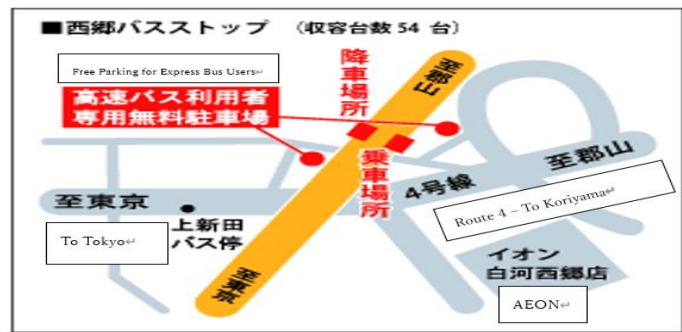 ■西郷バスストップ （収容台数 54 台）
Free Parking for Express Bus Users↵
高速バス利用者
専用無料駐車場
降車場所
至郡山
乗車場所
至郡山
4号線
Route 4 – To Koriyama↵
至東京
To Tokyo↵
上新田
バス停
至東京
イオン
白河西郷店
AEON↵